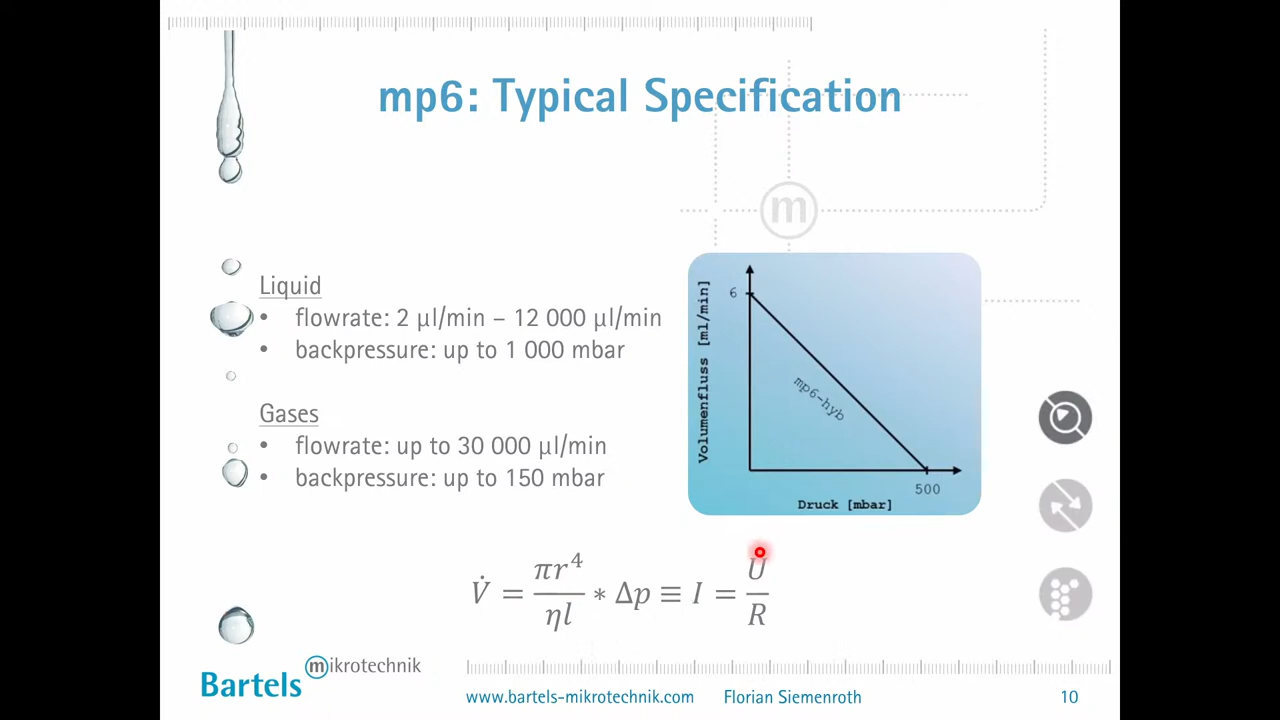 mp6: Typical Specification
m
Liquid
• flowrate: 2 µl/min – 12 000 µl/min
• backpressure: up to 1 000 mbar
Gases
• flowrate: up to 30 000 µl/min
• backpressure: up to 150 mbar
Volumenfluss [ml/min]
6
mp6-hyb
500
Druck [mbar]
V̇ = πr⁴/ηl * Δp ≡ I = U/R
Bartels mikrotechnik
www.bartels-mikrotechnik.com Florian Siemenroth 10